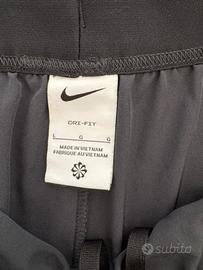 DRI-FIT
L G G
MADE IN VIETNAM
FABRIQUÉ AU VIETNAM
subito